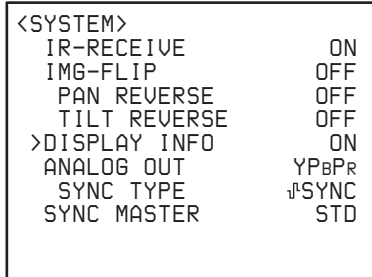 <SYSTEM>
IR-RECEIVE ON
IMG-FLIP OFF
PAN REVERSE OFF
TILT REVERSE OFF
>DISPLAY INFO ON
ANALOG OUT YPBPR
SYNC TYPE SYNC
SYNC MASTER STD